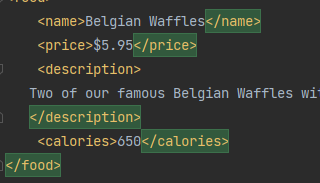 <name>Belgian Waffles</name>
<price>$5.95</price>
<description>
Two of our famous Belgian Waffles
</description>
<calories>650</calories>
</food>